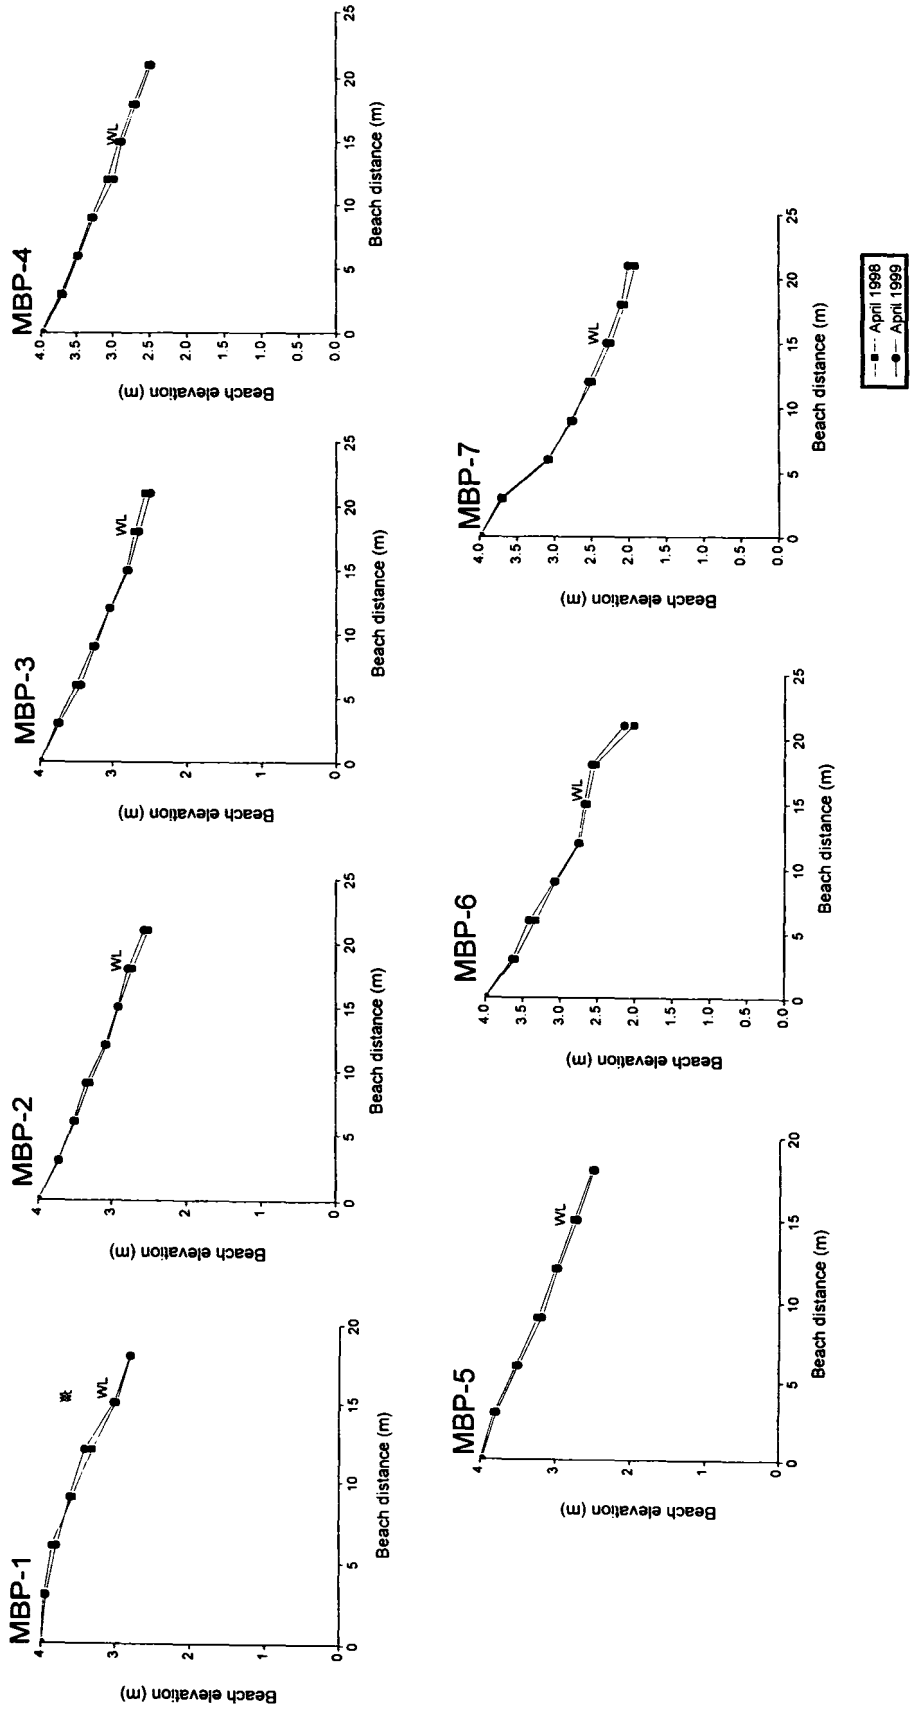 MBP-1
Beach elevation (m)
4
3
2
1
0
0
5
10
15
20
WL
Beach distance (m)
MBP-2
Beach elevation (m)
4
3
2
1
0
0
5
10
15
20
25
WL
Beach distance (m)
MBP-3
Beach elevation (m)
4
3
2
1
0
0
5
10
15
20
25
WL
Beach distance (m)
MBP-4
Beach elevation (m)
4.0
3.5
3.0
2.5
2.0
1.5
1.0
0.5
0.0
0
5
10
15
20
25
WL
Beach distance (m)
MBP-5
Beach elevation (m)
4
3
2
1
0
0
5
10
15
20
WL
Beach distance (m)
MBP-6
Beach elevation (m)
4.0
3.5
3.0
2.5
2.0
1.5
1.0
0.5
0.0
0
5
10
15
20
25
WL
Beach distance (m)
MBP-7
Beach elevation (m)
4.0
3.5
3.0
2.5
2.0
1.5
1.0
0.5
0.0
0
5
10
15
20
25
WL
Beach distance (m)
April 1998
April 1999